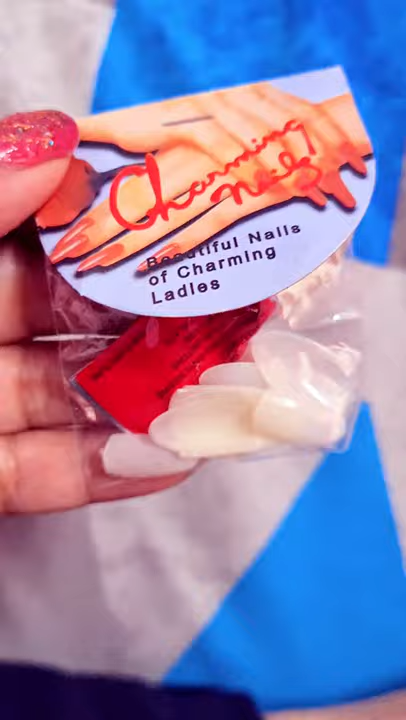 Charming
Nails
Beautiful Nails
of Charming
Ladies